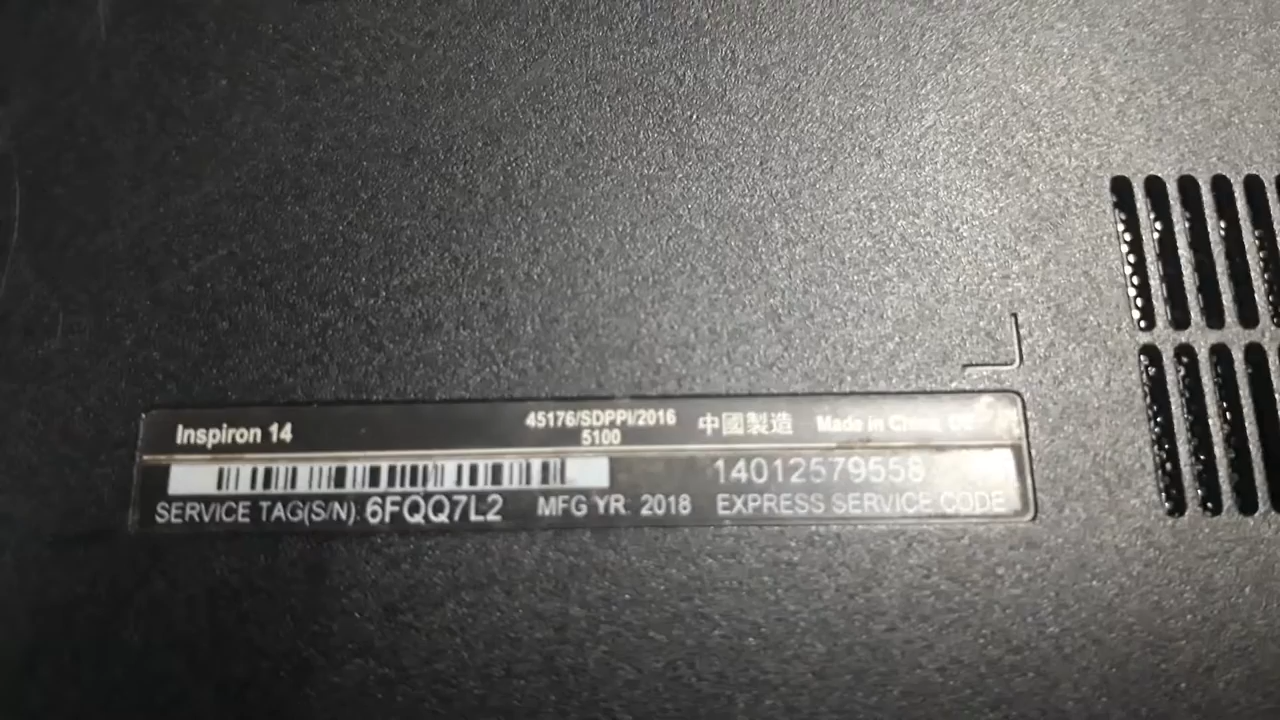 Inspiron 14
45176/SDPPI/2016
5100
中國製造 Made in China
14012579558
SERVICE TAG(S/N): 6FQQ7L2 MFG YR: 2018 EXPRESS SERVICE CODE